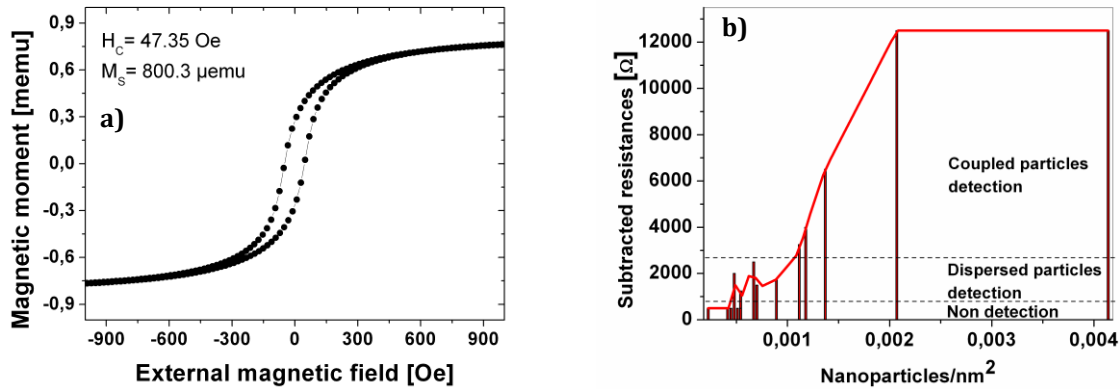 a)
H_C= 47.35 Oe
M_S= 800.3 µemu
Magnetic moment [memu]
0,9
0,6
0,3
0,0
-0,3
-0,6
-0,9
-900 -600 -300 0 300 600 900
External magnetic field [Oe]
b)
Subtracted resistances [Ω]
12000
10000
8000
6000
4000
2000
0
Coupled particles
detection
Dispersed particles
detection
Non detection
0,001 0,002 0,003 0,004
Nanoparticles/nm²